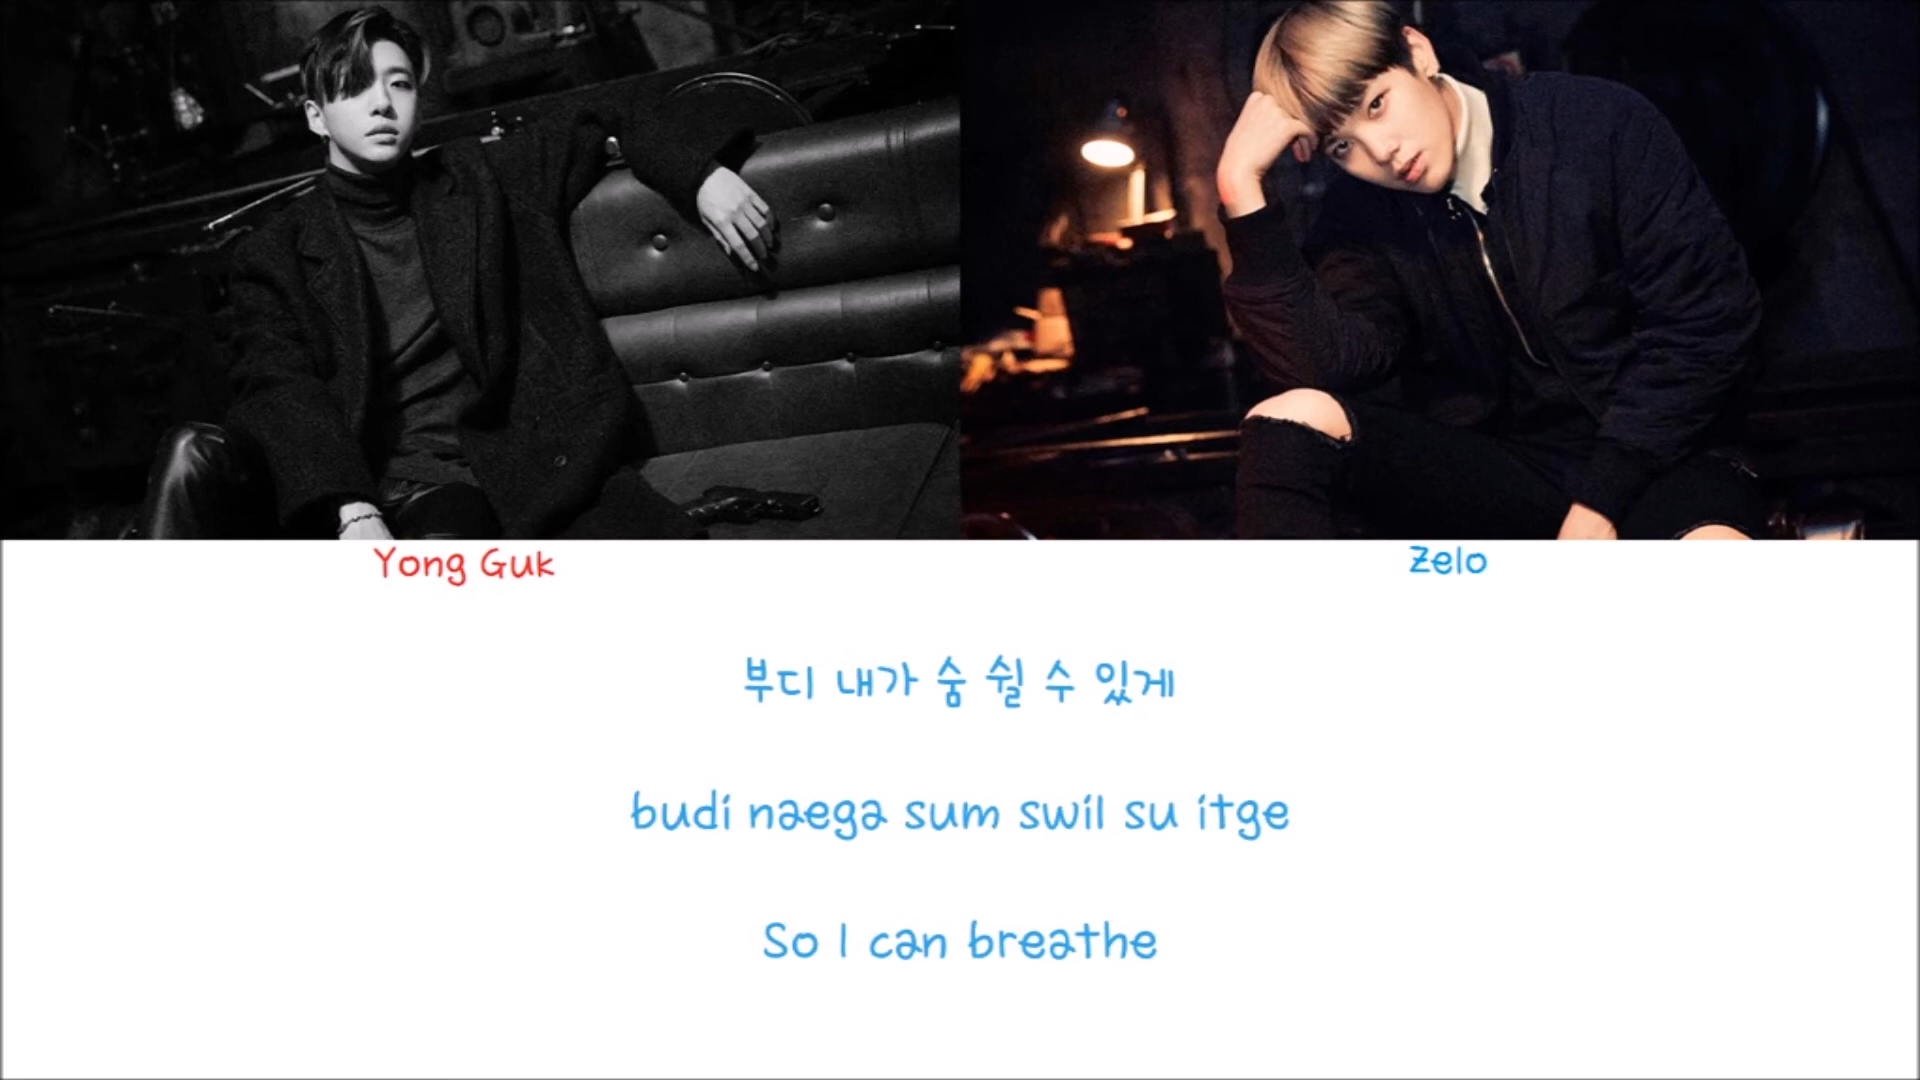 Yong Guk
Zelo
부디 내가 숨 쉴 수 있게
budi naega sum swil su itge
So I can breathe